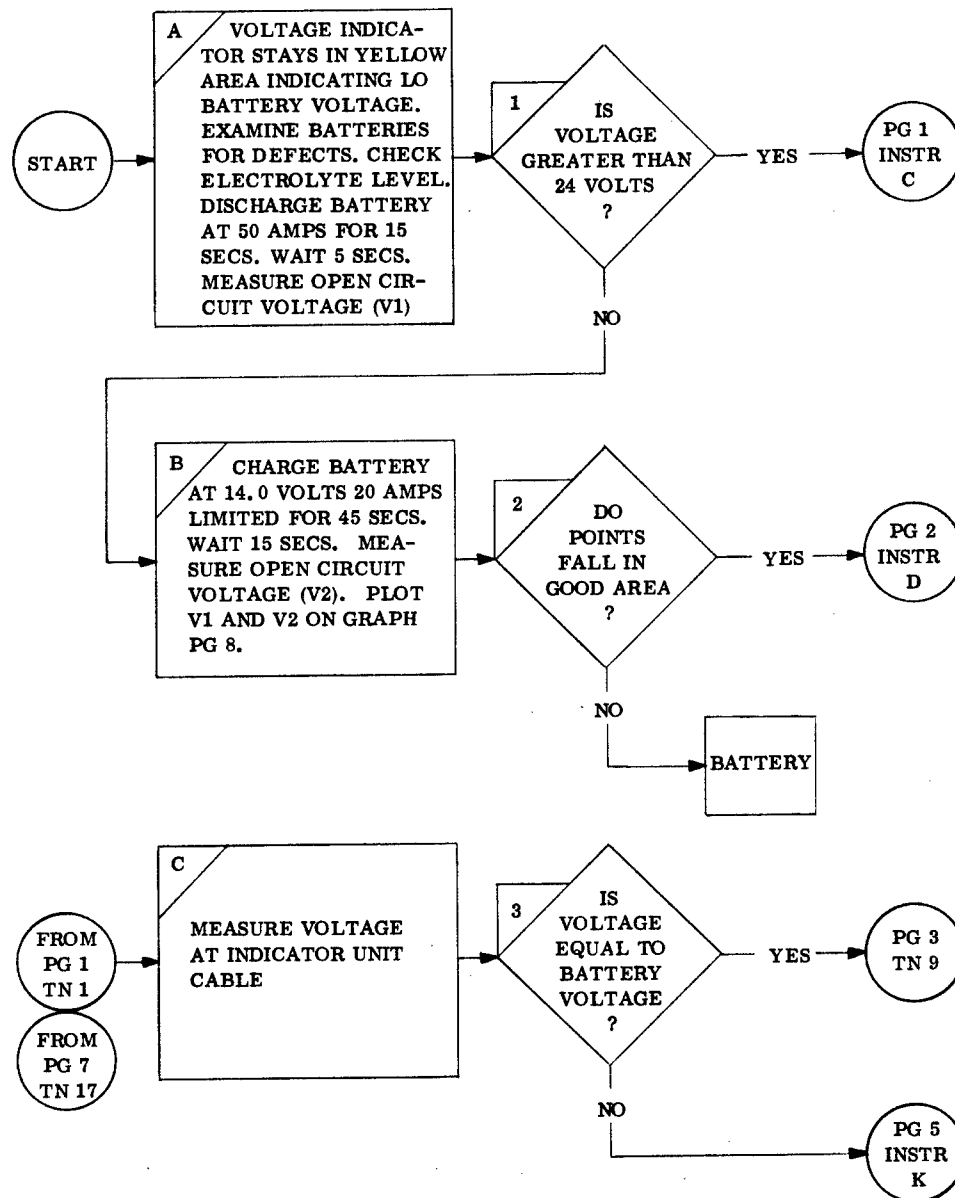 START
A
VOLTAGE INDICA-
TOR STAYS IN YELLOW
AREA INDICATING LO
BATTERY VOLTAGE.
EXAMINE BATTERIES
FOR DEFECTS. CHECK
ELECTROLYTE LEVEL.
DISCHARGE BATTERY
AT 50 AMPS FOR 15
SECS. WAIT 5 SECS.
MEASURE OPEN CIR-
CUIT VOLTAGE (V1)
1
IS
VOLTAGE
GREATER THAN
24 VOLTS
?
YES
PG 1
INSTR
C
NO
B
CHARGE BATTERY
AT 14.0 VOLTS 20 AMPS
LIMITED FOR 45 SECS.
WAIT 15 SECS. MEA-
SURE OPEN CIRCUIT
VOLTAGE (V2). PLOT
V1 AND V2 ON GRAPH
PG 8.
2
DO
POINTS
FALL IN
GOOD AREA
?
YES
PG 2
INSTR
D
NO
BATTERY
FROM
PG 1
TN 1
FROM
PG 7
TN 17
C
MEASURE VOLTAGE
AT INDICATOR UNIT
CABLE
3
IS
VOLTAGE
EQUAL TO
BATTERY
VOLTAGE
?
YES
PG 3
TN 9
NO
PG 5
INSTR
K